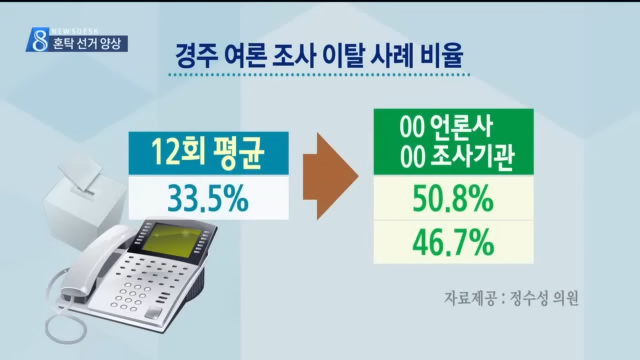 NEWSDESK
8 혼탁 선거 양상
경주 여론 조사 이탈 사례 비율
12회 평균
33.5%
00 언론사
00 조사기관
50.8%
46.7%
자료제공 : 정수성 의원